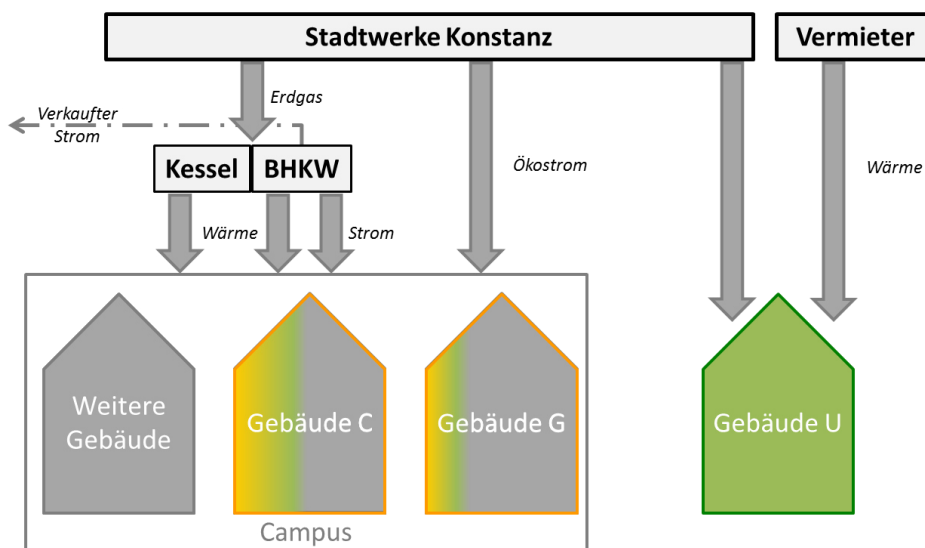 Stadtwerke Konstanz
Vermieter
Erdgas
Verkaufter
Strom
Kessel
BHKW
Ökostrom
Wärme
Wärme
Strom
Weitere
Gebäude
Gebäude C
Gebäude G
Gebäude U
Campus